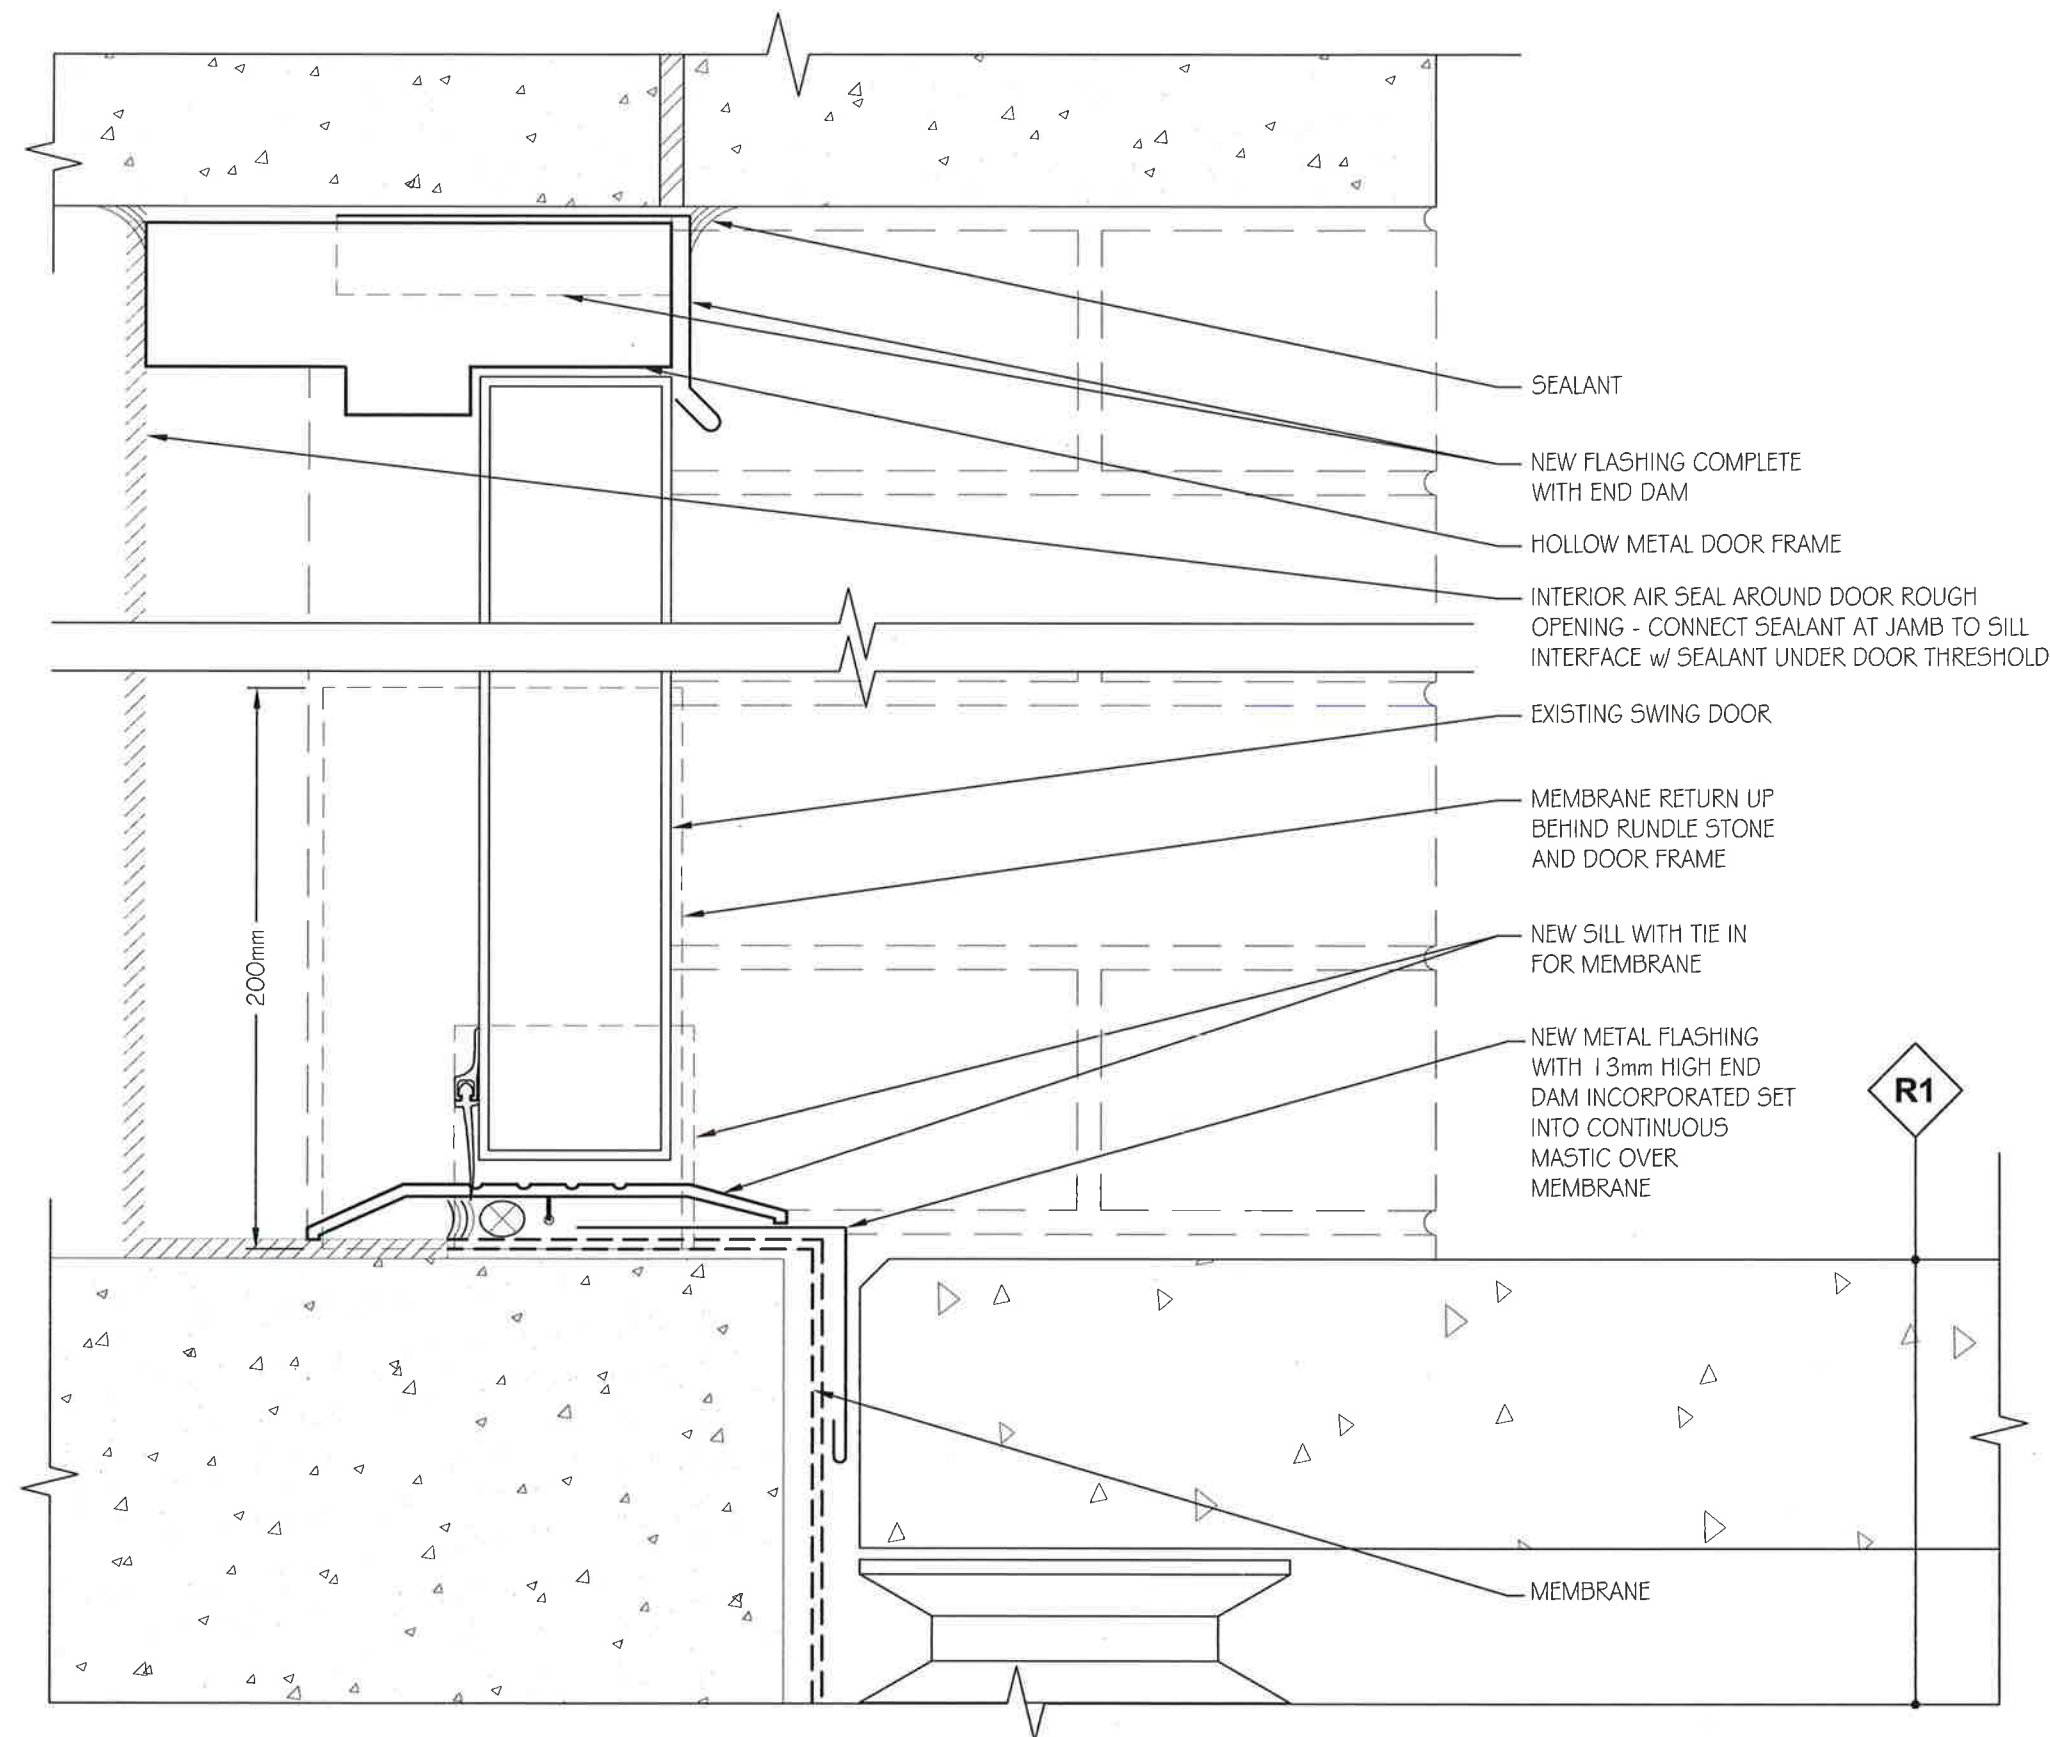 SEALANT
NEW FLASHING COMPLETE
WITH END DAM
HOLLOW METAL DOOR FRAME
INTERIOR AIR SEAL AROUND DOOR ROUGH
OPENING - CONNECT SEALANT AT JAMB TO SILL
INTERFACE w/ SEALANT UNDER DOOR THRESHOLD
EXISTING SWING DOOR
MEMBRANE RETURN UP
BEHIND RUNDLE STONE
AND DOOR FRAME
200mm
NEW SILL WITH TIE IN
FOR MEMBRANE
NEW METAL FLASHING
WITH 13mm HIGH END
DAM INCORPORATED SET
INTO CONTINUOUS
MASTIC OVER
MEMBRANE
R1
MEMBRANE